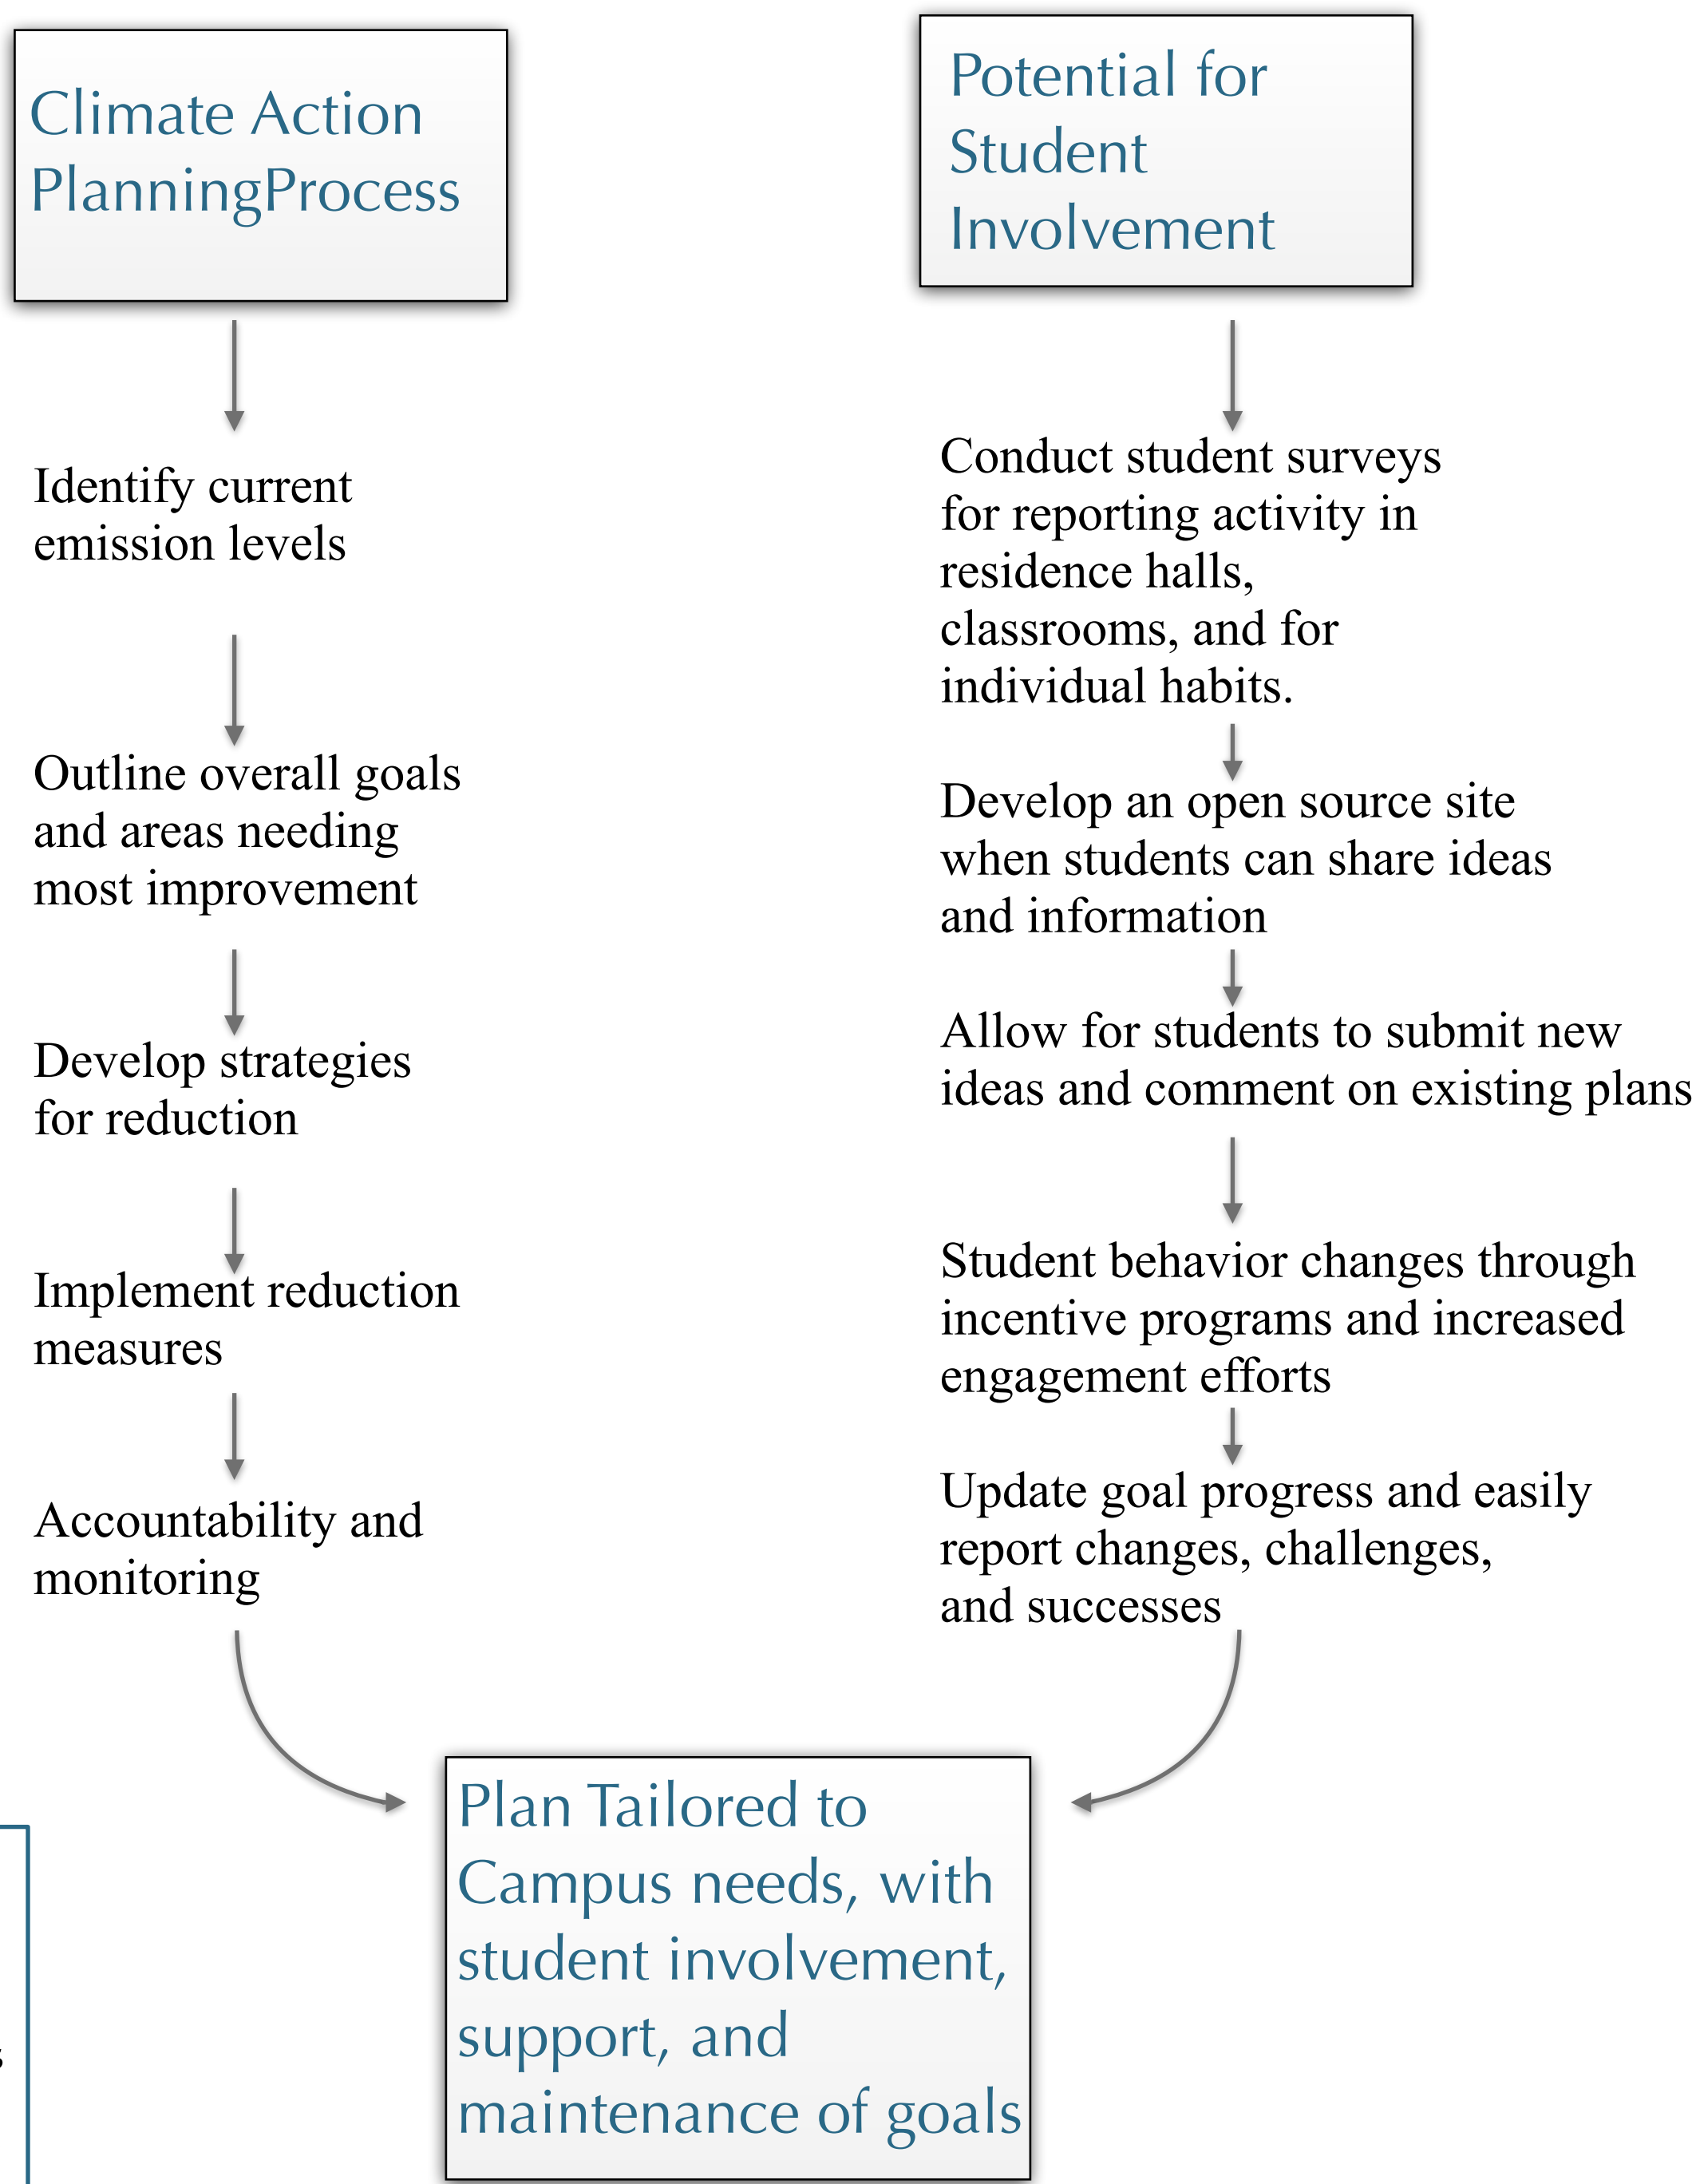 Climate Action
PlanningProcess
Identify current
emission levels
Outline overall goals
and areas needing
most improvement
Develop strategies
for reduction
Implement reduction
measures
Accountability and
monitoring
Potential for
Student
Involvement
Conduct student surveys
for reporting activity in
residence halls,
classrooms, and for
individual habits.
Develop an open source site
when students can share ideas
and information
Allow for students to submit new
ideas and comment on existing plans
Student behavior changes through
incentive programs and increased
engagement efforts
Update goal progress and easily
report changes, challenges,
and successes
Plan Tailored to
Campus needs, with
student involvement,
support, and
maintenance of goals